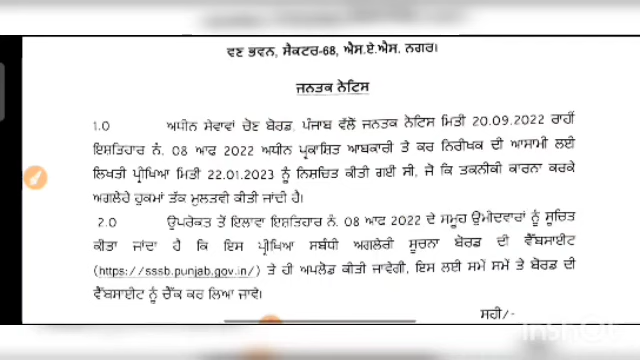 ਵਣ ਭਵਨ, ਸੈਕਟਰ-68, ਐਸ.ਏ.ਐਸ. ਨਗਰ।
ਜਨਤਕ ਨੋਟਿਸ
1.0 ਅਧੀਨ ਸੇਵਾਵਾਂ ਚੋਣ ਬੋਰਡ, ਪੰਜਾਬ ਵੱਲੋਂ ਜਨਤਕ ਨੋਟਿਸ ਮਿਤੀ 20.09.2022 ਰਾਹੀਂ
ਇਸ਼ਤਿਹਾਰ ਨੰ. 08 ਆਫ 2022 ਅਧੀਨ ਪ੍ਰਕਾਸ਼ਿਤ ਆਬਕਾਰੀ ਤੇ ਕਰ ਨਿਰੀਖਕ ਦੀ ਆਸਾਮੀ ਲਈ
ਲਿਖਤੀ ਪ੍ਰੀਖਿਆ ਮਿਤੀ 22.01.2023 ਨੂੰ ਨਿਸ਼ਚਿਤ ਕੀਤੀ ਗਈ ਸੀ, ਜੋ ਕਿ ਤਕਨੀਕੀ ਕਾਰਨਾ ਕਰਕੇ
ਅਗਲੇਰੇ ਹੁਕਮਾਂ ਤੱਕ ਮੁਲਤਵੀ ਕੀਤੀ ਜਾਂਦੀ ਹੈ।
2.0 ਉਪਰੋਕਤ ਤੋਂ ਇਲਾਵਾ ਇਸ਼ਤਿਹਾਰ ਨੰ. 08 ਆਫ 2022 ਦੇ ਸਮੂਹ ਉਮੀਦਵਾਰਾਂ ਨੂੰ ਸੂਚਿਤ
ਕੀਤਾ ਜਾਂਦਾ ਹੈ ਕਿ ਇਸ ਪ੍ਰੀਖਿਆ ਸਬੰਧੀ ਅਗਲੇਰੀ ਸੂਚਨਾ ਬੋਰਡ ਦੀ ਵੈੱਬਸਾਈਟ
(https://sssb.punjab.gov.in/) ਤੇ ਹੀ ਅਪਲੋਡ ਕੀਤੀ ਜਾਵੇਗੀ, ਇਸ ਲਈ ਸਮੇਂ ਸਮੇਂ ਤੇ ਬੋਰਡ ਦੀ
ਵੈੱਬਸਾਈਟ ਨੂੰ ਚੈੱਕ ਕਰ ਲਿਆ ਜਾਵੇ।
ਸਹੀ/-
InShOt